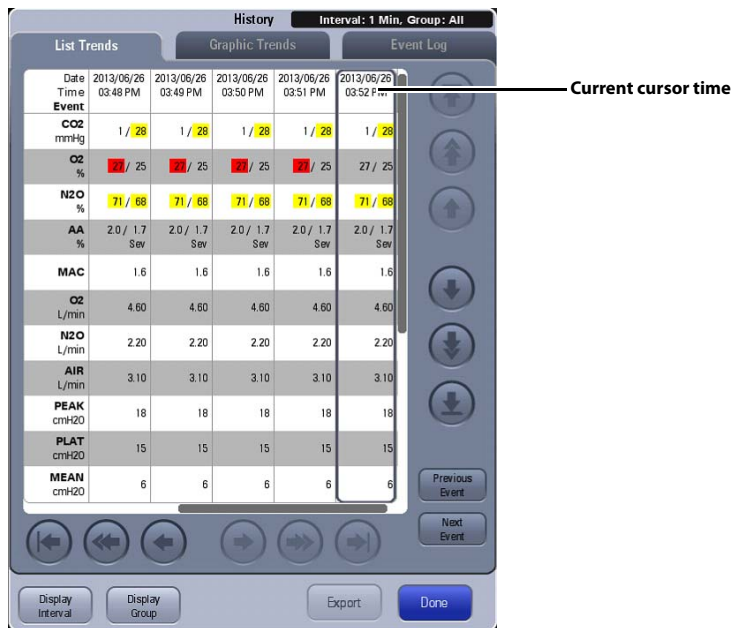 History
Interval: 1 Min, Group: All
List Trends
Graphic Trends
Event Log
Date 2013/06/26 2013/06/26 2013/06/26 2013/06/26 2013/06/26
Time 03:48 PM 03:49 PM 03:50 PM 03:51 PM 03:52 PM
Event
Current cursor time
CO2 mmHg 1 / 28 1 / 28 1 / 28 1 / 28 1 / 28
O2 % 27 / 25 27 / 25 27 / 25 27 / 25 27 / 25
N2O % 71 / 68 71 / 68 71 / 68 71 / 68 71 / 68
AA 2.0 / 1.7 2.0 / 1.7 2.0 / 1.7 2.0 / 1.7 2.0 / 1.7
% Sev Sev Sev Sev Sev
MAC 1.6 1.6 1.6 1.6 1.6
O2 L/min 4.60 4.60 4.60 4.60 4.60
N2O L/min 2.20 2.20 2.20 2.20 2.20
AIR L/min 3.10 3.10 3.10 3.10 3.10
PEAK cmH20 18 18 18 18 18
PLAT cmH20 15 15 15 15 15
MEAN cmH20 6 6 6 6 6
Previous Event
Next Event
Display Interval
Display Group
Export
Done